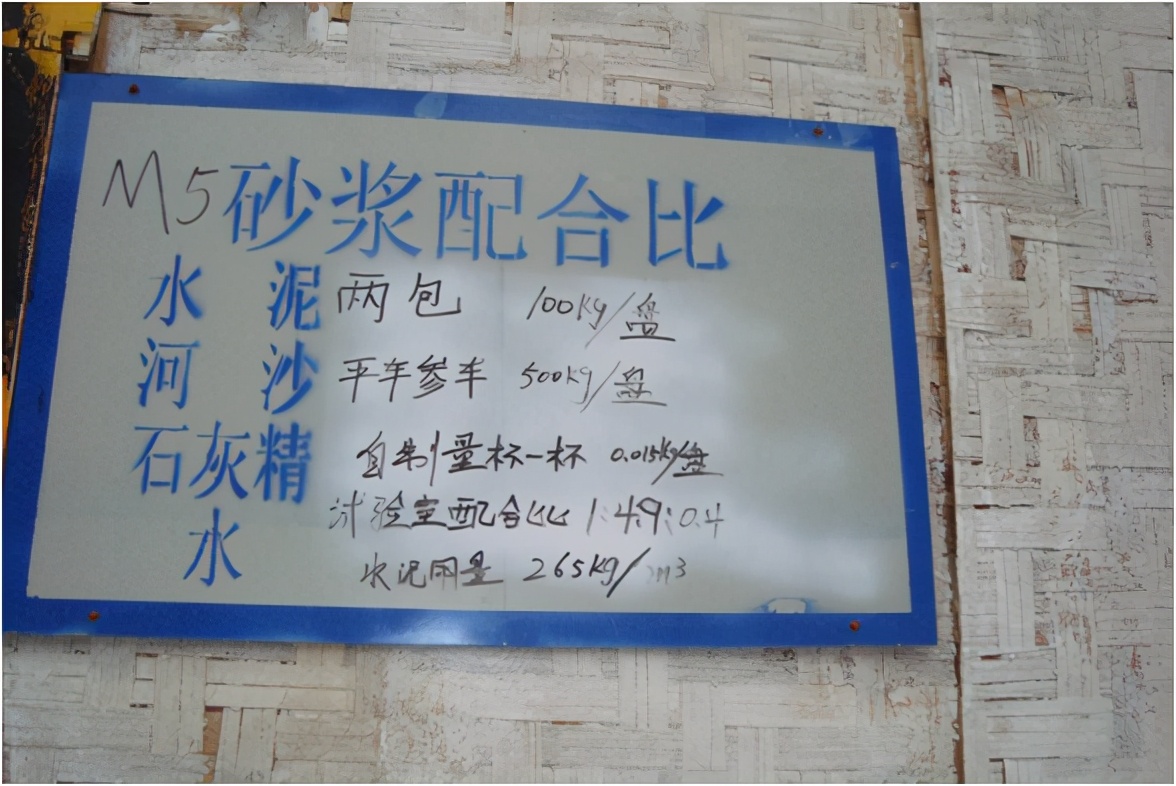 M5砂浆配合比
水 泥 两包 100kg/盘
河 沙 平车叁车 500kg/盘
石灰精 自制量杯一杯 0.015kg/盘
试验室配合比 1:4.9:0.4
水
水泥用量 265kg/m3